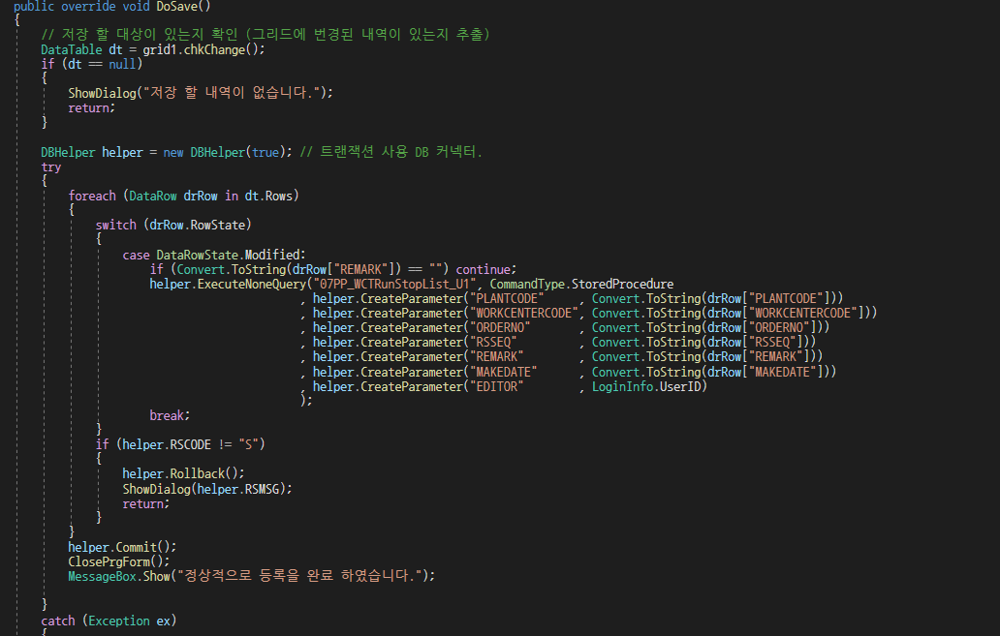 public override void DoSave()
{
// 저장 할 대상이 있는지 확인 (그리드에 변경된 내역이 있는지 추출)
DataTable dt = grid1.chkChange();
if (dt == null)
{
ShowDialog("저장 할 내역이 없습니다.");
return;
}
DBHelper helper = new DBHelper(true); // 트랜잭션 사용 DB 커넥터.
try
{
foreach (DataRow drRow in dt.Rows)
{
switch (drRow.RowState)
{
case DataRowState.Modified:
if (Convert.ToString(drRow["REMARK"]) == "") continue;
helper.ExecuteNoneQuery("07PP_WCTRunStopList_U1", CommandType.StoredProcedure
, helper.CreateParameter("PLANTCODE" , Convert.ToString(drRow["PLANTCODE"]))
, helper.CreateParameter("WORKCENTERCODE", Convert.ToString(drRow["WORKCENTERCODE"]))
, helper.CreateParameter("ORDERNO" , Convert.ToString(drRow["ORDERNO"]))
, helper.CreateParameter("RSSEQ" , Convert.ToString(drRow["RSSEQ"]))
, helper.CreateParameter("REMARK" , Convert.ToString(drRow["REMARK"]))
, helper.CreateParameter("MAKEDATE" , Convert.ToString(drRow["MAKEDATE"]))
, helper.CreateParameter("EDITOR" , LoginInfo.UserID)
);
break;
}
if (helper.RSCODE != "S")
{
helper.Rollback();
ShowDialog(helper.RSMSG);
return;
}
}
helper.Commit();
ClosePrgForm();
MessageBox.Show("정상적으로 등록을 완료 하였습니다.");
}
catch (Exception ex)
{